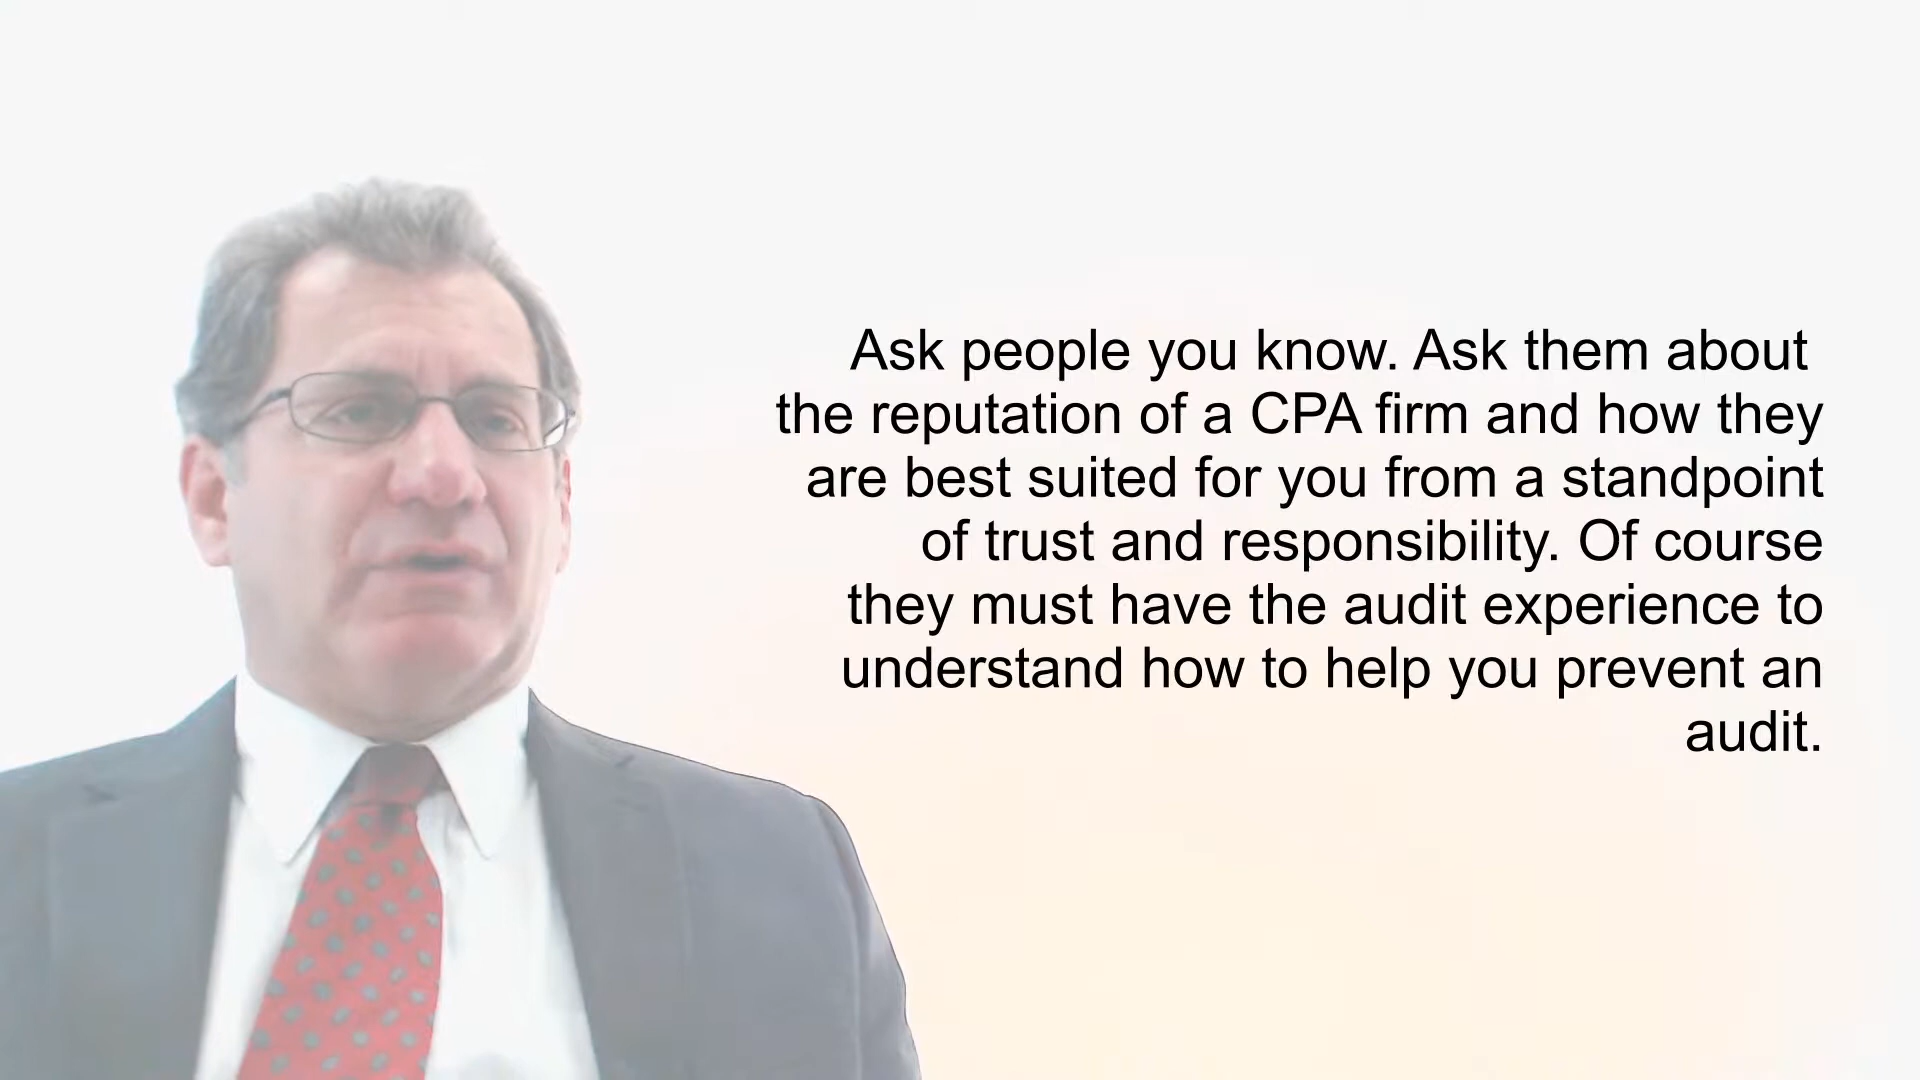 Ask people you know. Ask them about
the reputation of a CPA firm and how they
are best suited for you from a standpoint
of trust and responsibility. Of course
they must have the audit experience to
understand how to help you prevent an
audit.